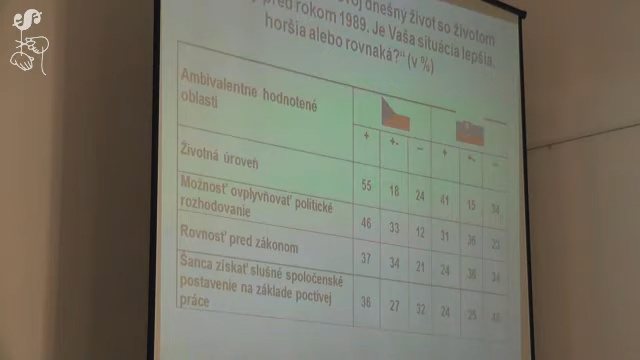 svoj dnešný život so životom
pred rokom 1989. Je Vaša situácia lepšia,
horšia alebo rovnaká?" (v %)
Ambivalentne hodnotené
oblasti
+ +- – + +- –
Životná úroveň 55 18 24 41 15
Možnosť ovplyvňovať politické
rozhodovanie 46 33 12 31 36 23
Rovnosť pred zákonom 37 34 21 24 34
Šanca získať slušné spoločenské
postavenie na základe poctivej
práce 36 27 32 24 25